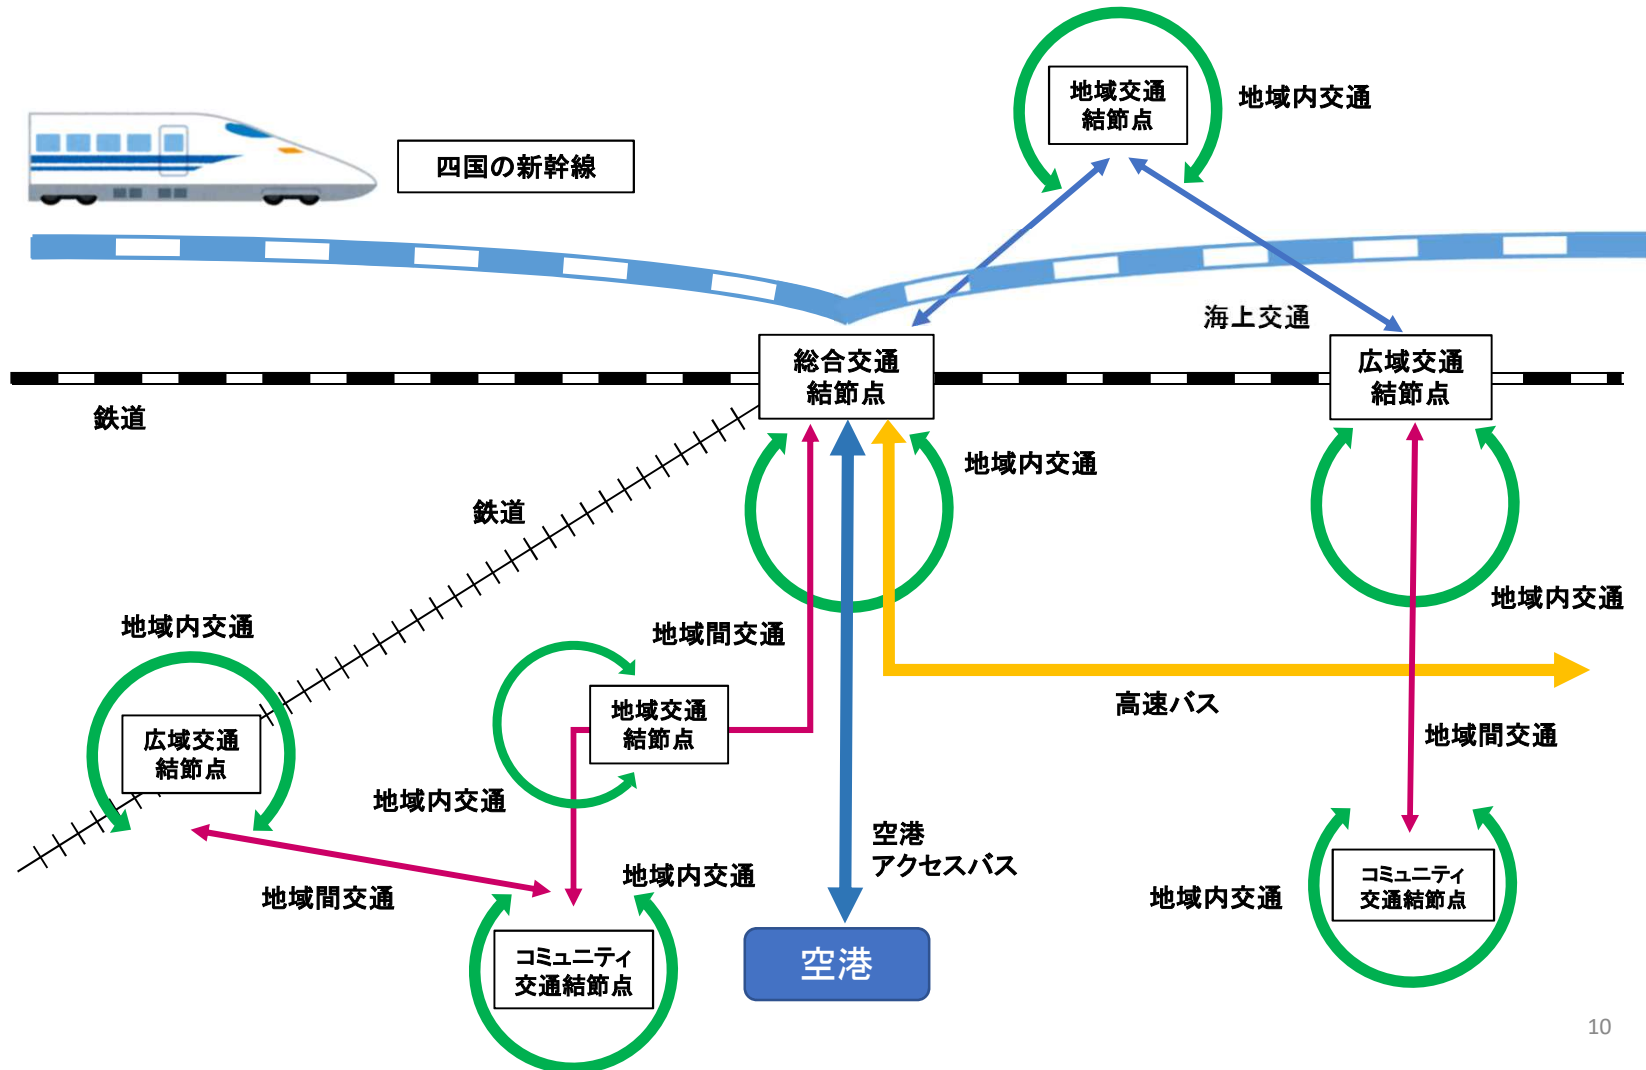 地域交通
結節点
地域内交通
四国の新幹線
海上交通
総合交通
結節点
広域交通
結節点
鉄道
地域内交通
鉄道
地域内交通
地域内交通
地域間交通
地域交通
結節点
高速バス
広域交通
結節点
地域間交通
地域内交通
空港
アクセスバス
地域内交通
地域間交通
コミュニティ
交通結節点
地域内交通
コミュニティ
交通結節点
空港
10